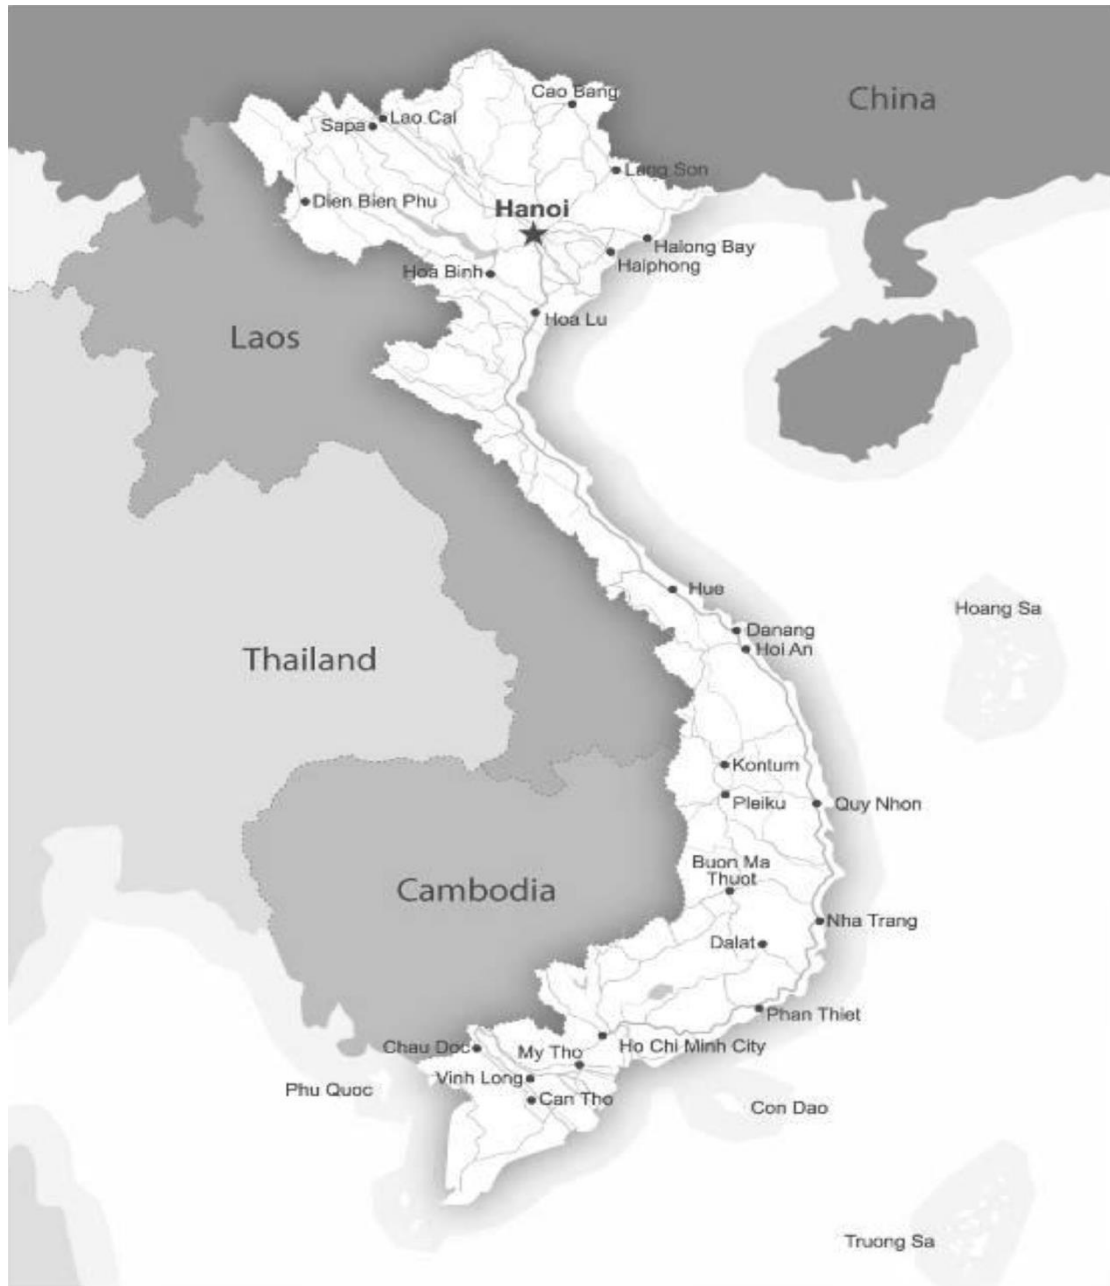 China
Cao Bang
Lao Cai
Sapa
Lang Son
Dien Bien Phu
Hanoi
Halong Bay
Haiphong
Hoa Binh
Hoa Lu
Laos
Hue
Hoang Sa
Danang
Hoi An
Thailand
Kontum
Pleiku
Quy Nhon
Buon Ma
Thuot
Cambodia
Nha Trang
Dalat
Phan Thiet
Ho Chi Minh City
Chau Doc
My Tho
Vinh Long
Phu Quoc
Can Tho
Con Dao
Truong Sa